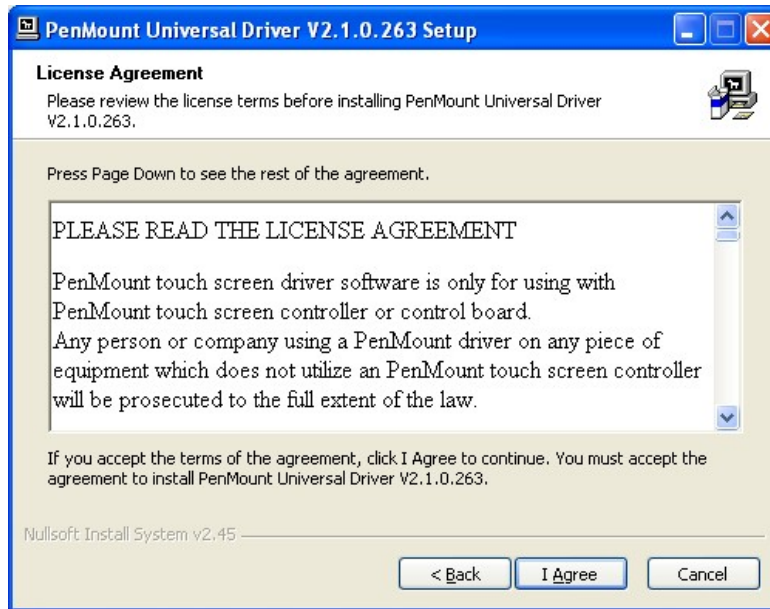 PenMount Universal Driver V2.1.0.263 Setup
License Agreement
Please review the license terms before installing PenMount Universal Driver
V2.1.0.263.
Press Page Down to see the rest of the agreement.
PLEASE READ THE LICENSE AGREEMENT
PenMount touch screen driver software is only for using with
PenMount touch screen controller or control board.
Any person or company using a PenMount driver on any piece of
equipment which does not utilize an PenMount touch screen controller
will be prosecuted to the full extent of the law.
If you accept the terms of the agreement, click I Agree to continue. You must accept the
agreement to install PenMount Universal Driver V2.1.0.263.
Nullsoft Install System v2.45
< Back I Agree Cancel